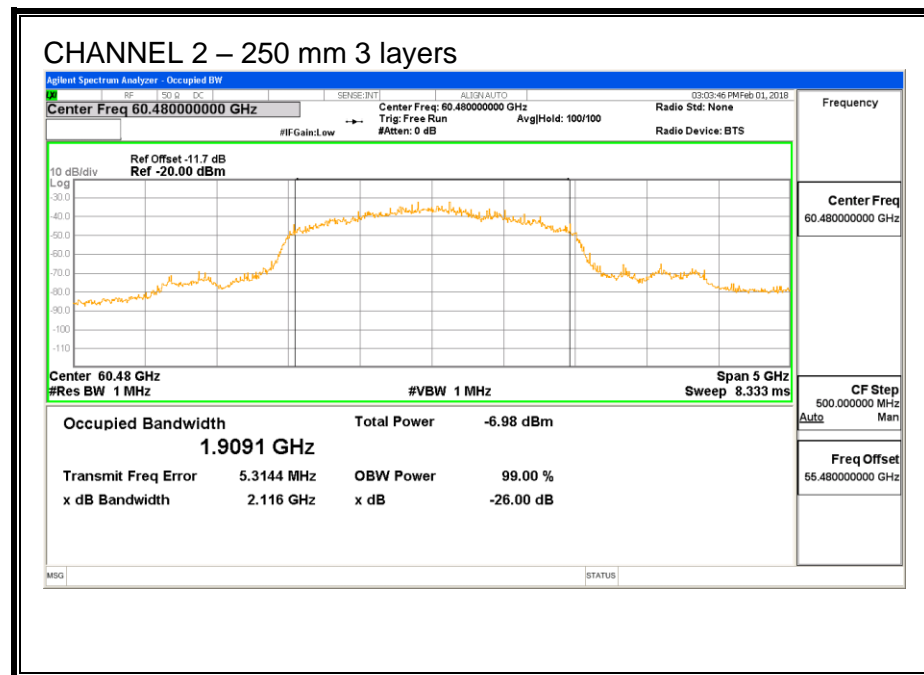 CHANNEL 2 – 250 mm 3 layers
Agilent Spectrum Analyzer - Occupied BW
RF 50 Ω DC SENSE:INT ALIGN AUTO 03:03:46 PM Feb 01, 2018
Center Freq 60.480000000 GHz
Center Freq: 60.480000000 GHz
Radio Std: None
Trig: Free Run Avg|Hold: 100/100
#IFGain:Low #Atten: 0 dB Radio Device: BTS
Ref Offset -11.7 dB
10 dB/div Ref -20.00 dBm
Log
-30.0
-40.0
-50.0
-60.0
-70.0
-80.0
-90.0
-100
-110
Center 60.48 GHz Span 5 GHz
#Res BW 1 MHz #VBW 1 MHz Sweep 8.333 ms
Occupied Bandwidth Total Power -6.98 dBm
1.9091 GHz
Transmit Freq Error 5.3144 MHz OBW Power 99.00 %
x dB Bandwidth 2.116 GHz x dB -26.00 dB
MSG STATUS
Frequency
Center Freq
60.480000000 GHz
CF Step
500.000000 MHz
Auto Man
Freq Offset
55.480000000 GHz